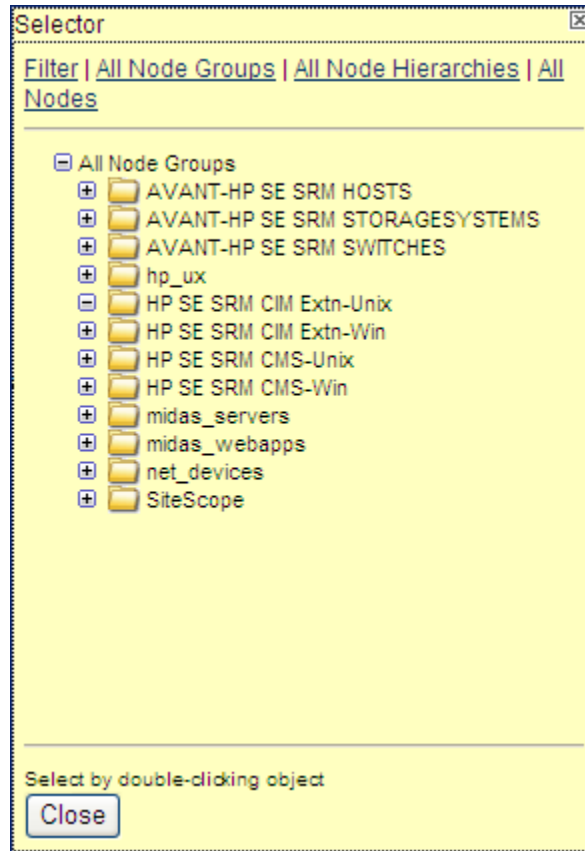 Selector
Filter | All Node Groups | All Node Hierarchies | All
Nodes
All Node Groups
AVANT-HP SE SRM HOSTS
AVANT-HP SE SRM STORAGESYSTEMS
AVANT-HP SE SRM SWITCHES
hp_ux
HP SE SRM CIM Extn-Unix
HP SE SRM CIM Extn-Win
HP SE SRM CMS-Unix
HP SE SRM CMS-Win
midas_servers
midas_webapps
net_devices
SiteScope
Select by double-clicking object
Close